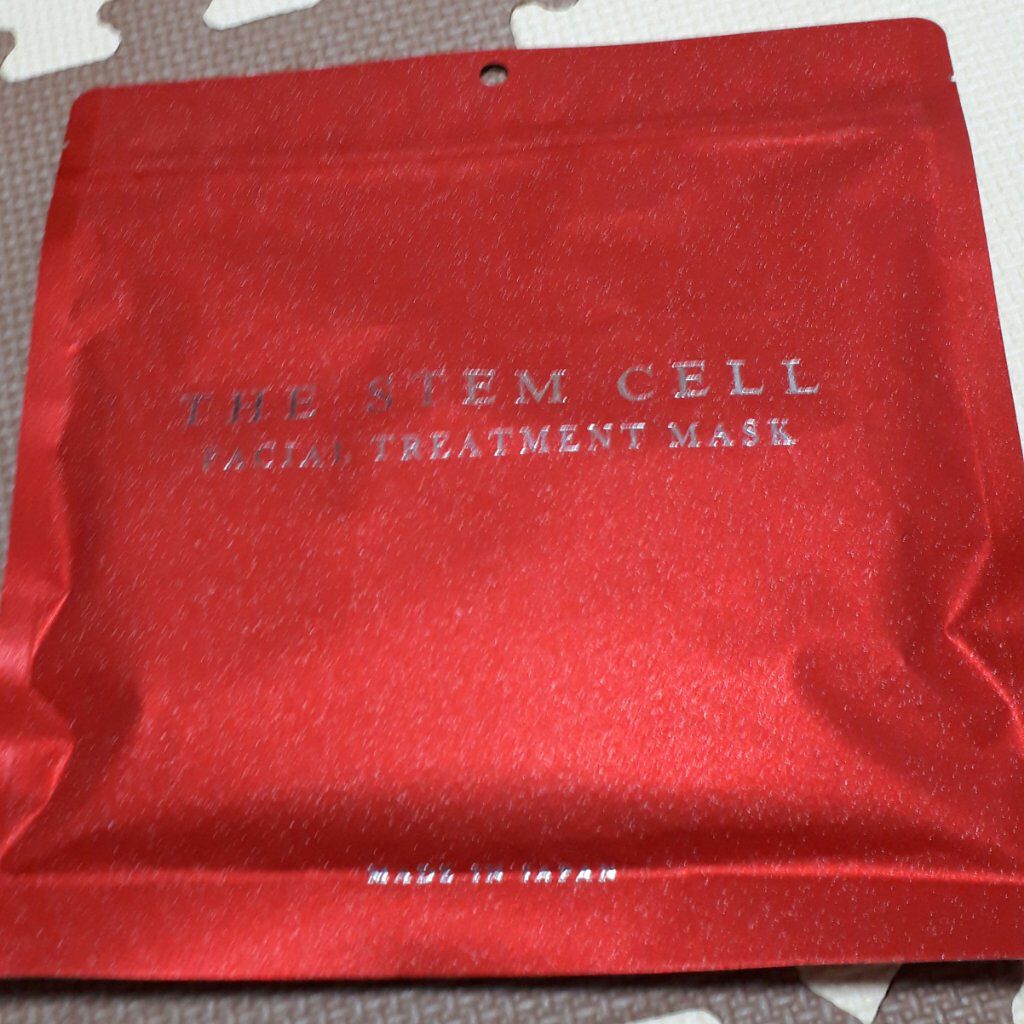 THE STEM CELL
FACIAL TREATMENT MASK
MADE IN JAPAN